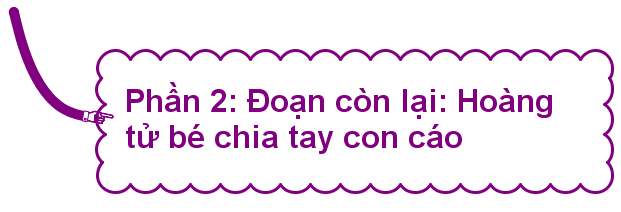 Phần 2: Đoạn còn lại: Hoàng
tử bé chia tay con cáo